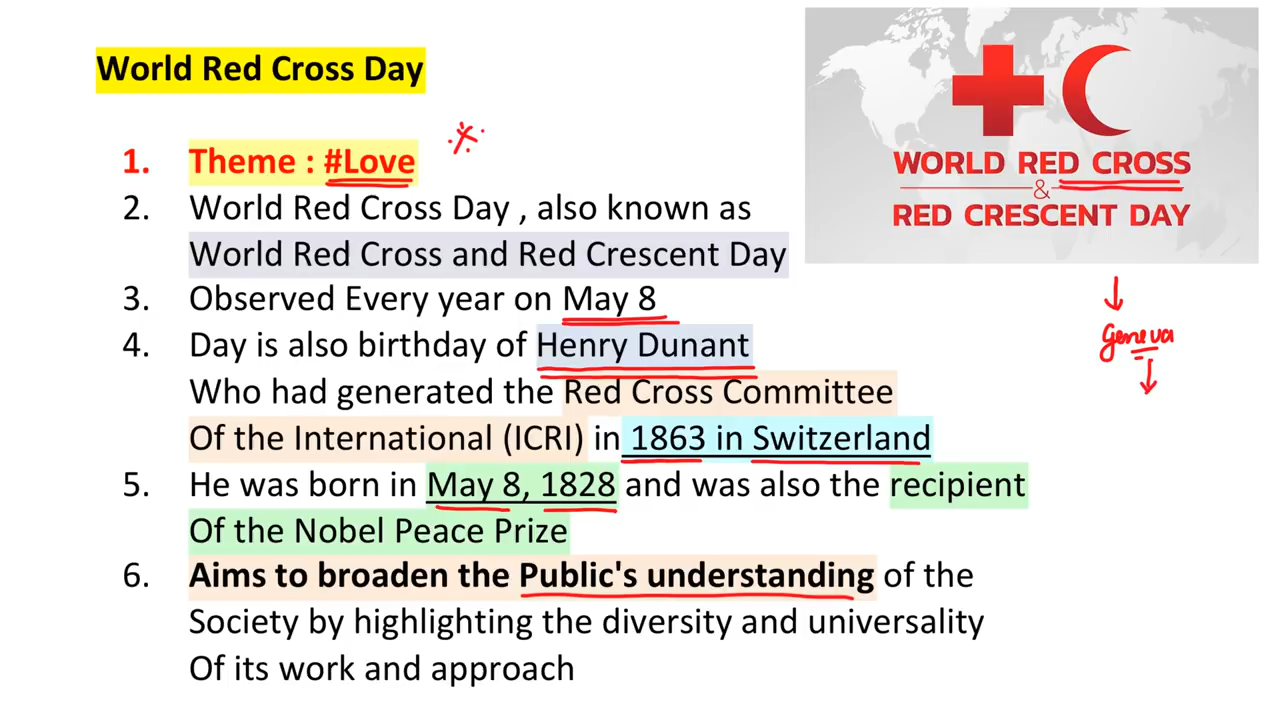 World Red Cross Day
1. Theme : #Love
2. World Red Cross Day , also known as
World Red Cross and Red Crescent Day
3. Observed Every year on May 8
4. Day is also birthday of Henry Dunant
Who had generated the Red Cross Committee
Of the International (ICRI) in 1863 in Switzerland
5. He was born in May 8, 1828 and was also the recipient
Of the Nobel Peace Prize
6. Aims to broaden the Public's understanding of the
Society by highlighting the diversity and universality
Of its work and approach
WORLD RED CROSS
&
RED CRESCENT DAY
Geneva